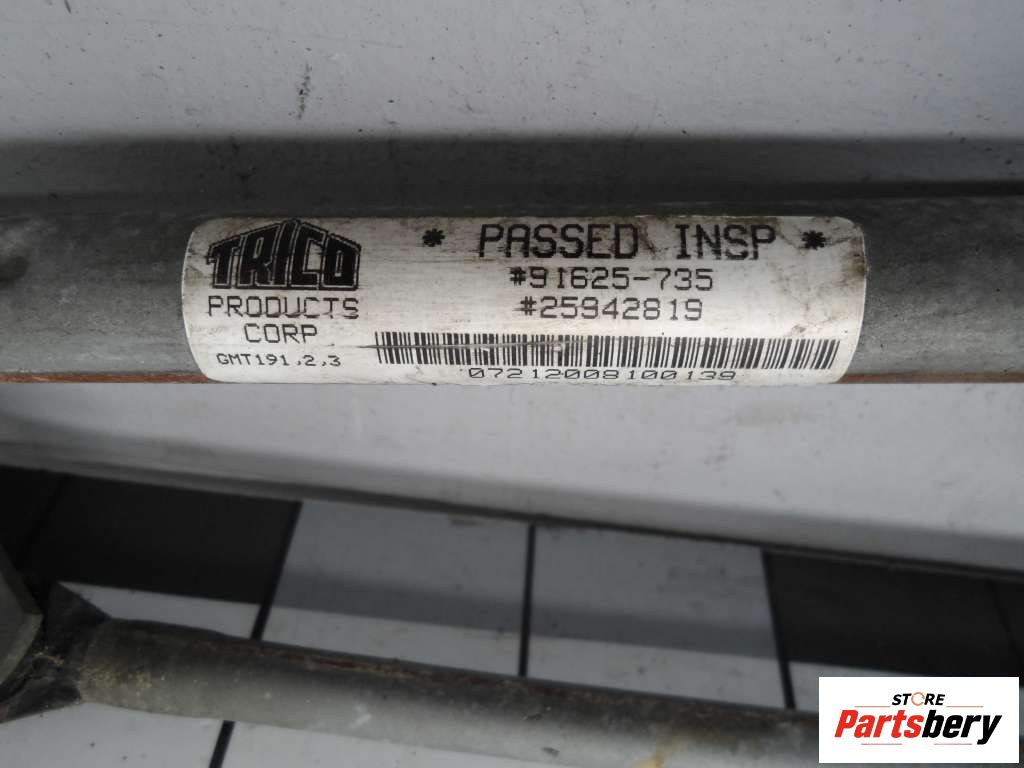 TRICO
PRODUCTS
CORP
GMT191,2,3
* PASSED INSP *
#91625-735
#25942819
07212008100139
STORE
Partsbery